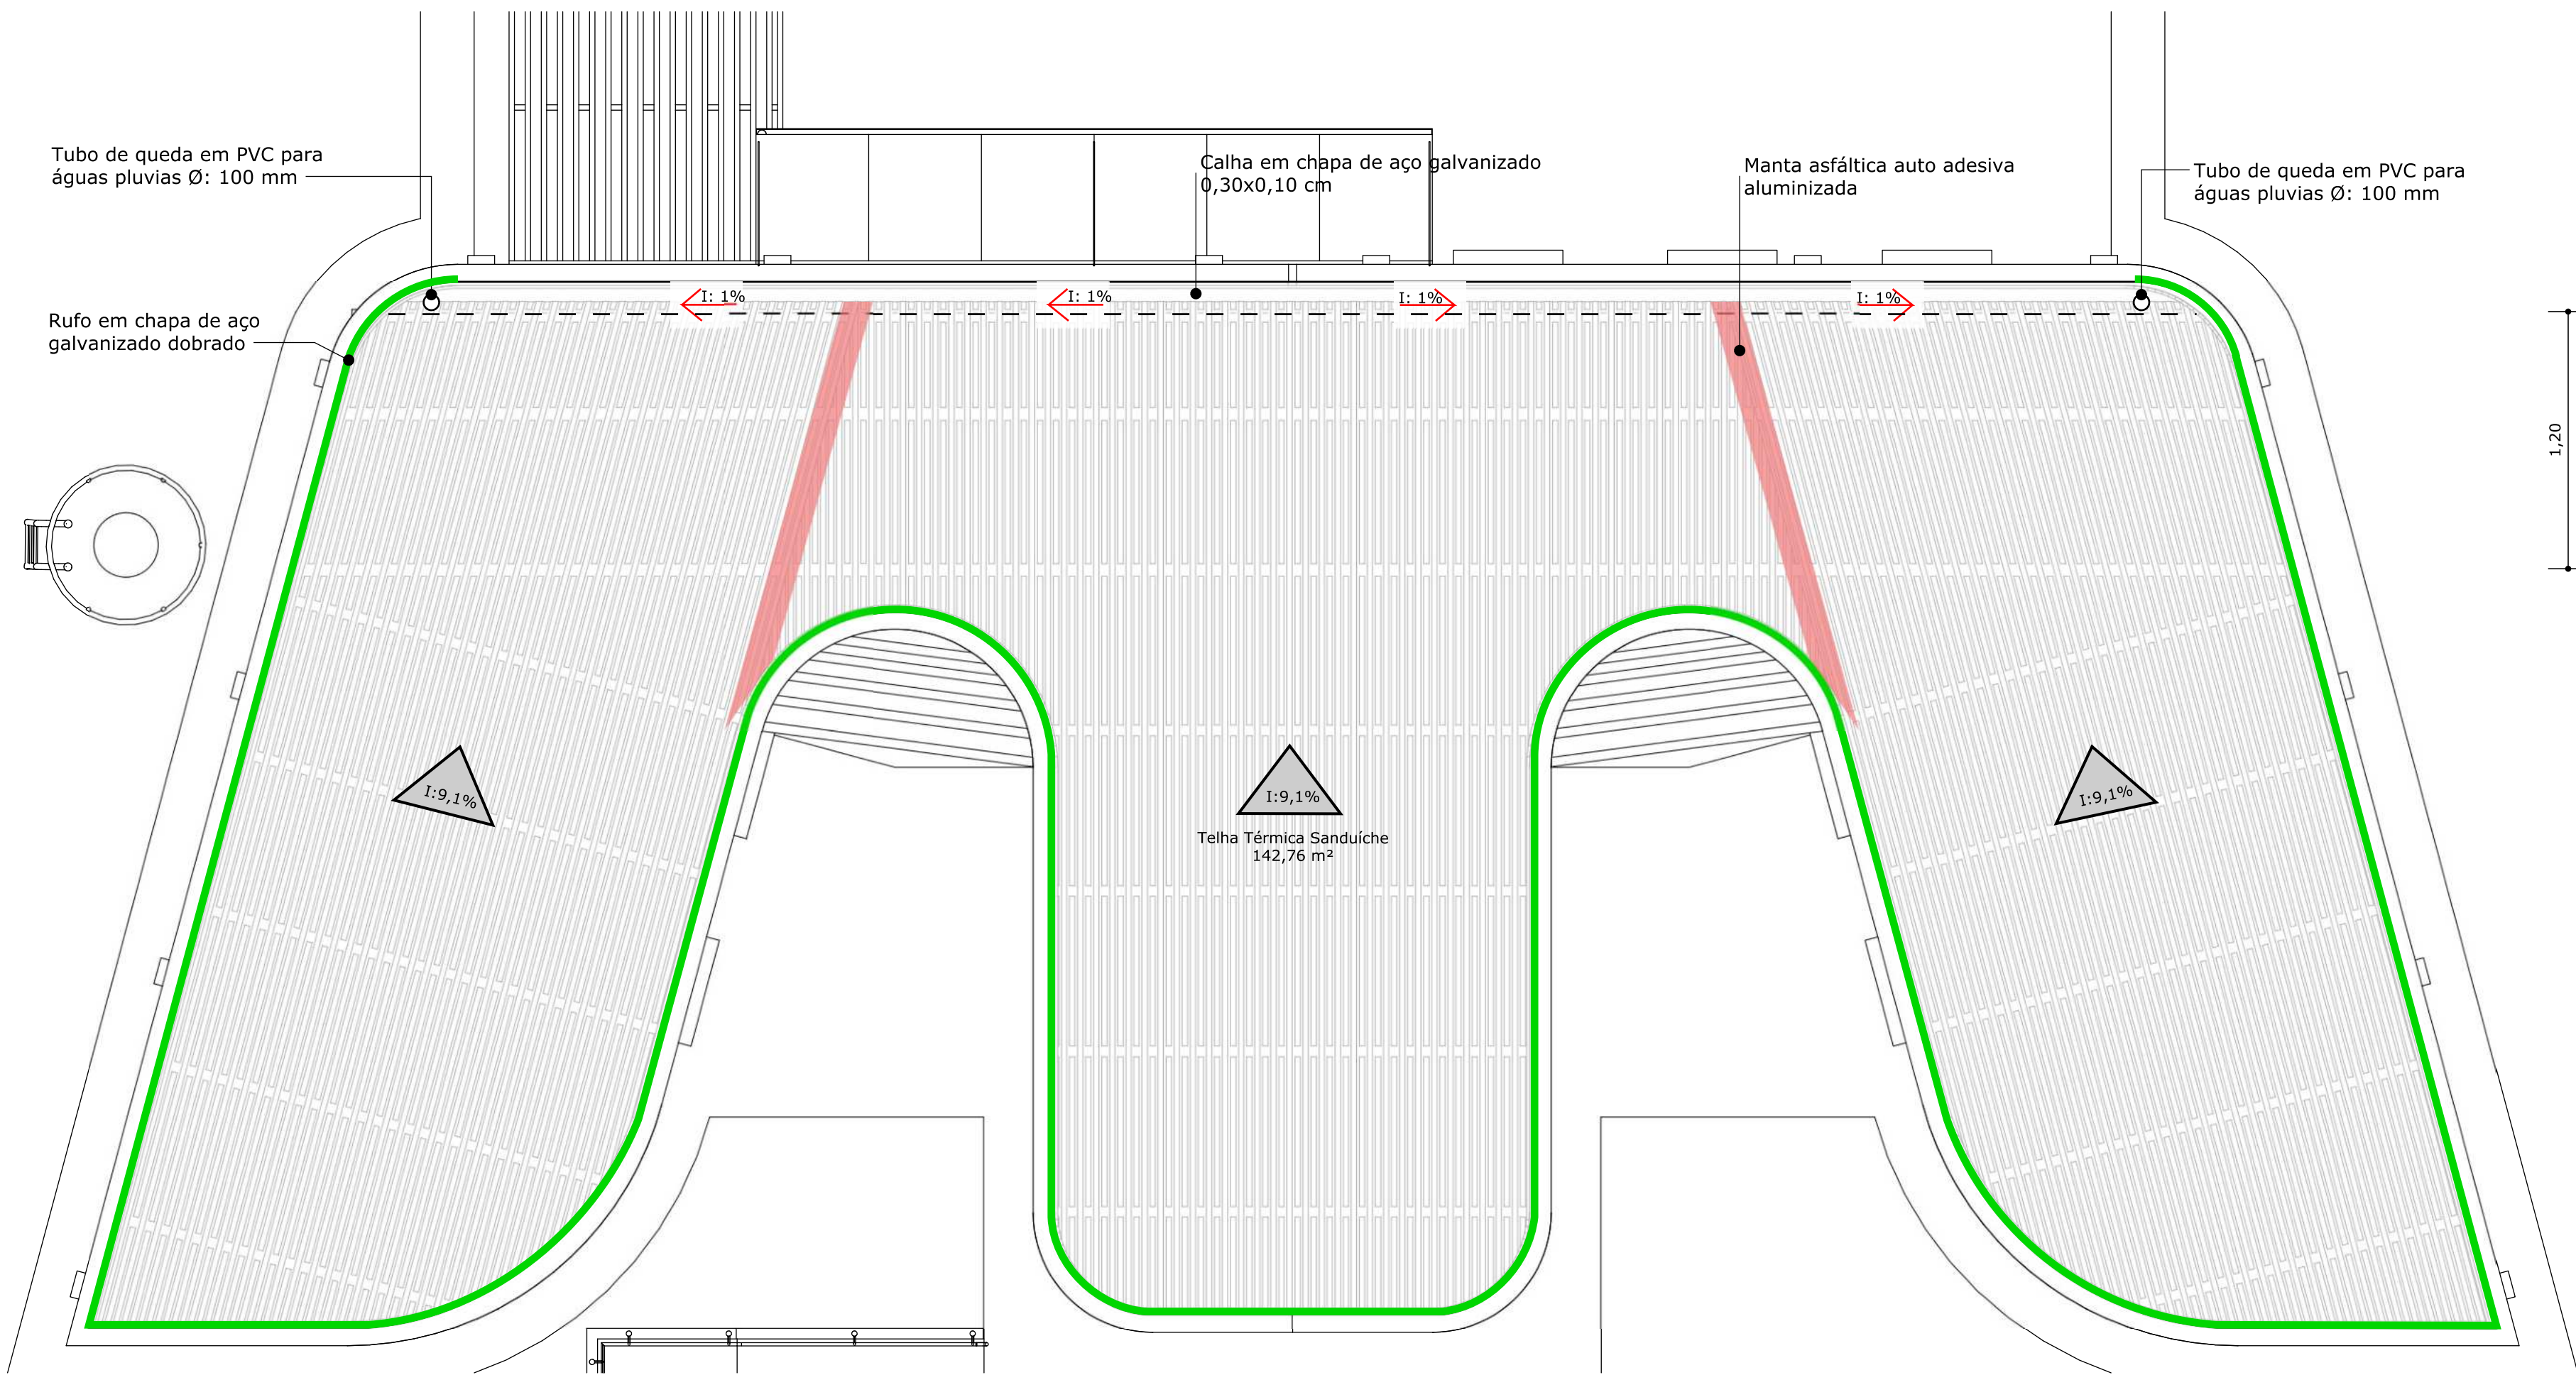 Tubo de queda em PVC para
águas pluvias Ø: 100 mm
Calha em chapa de aço galvanizado
0,30x0,10 cm
Manta asfáltica auto adesiva
aluminizada
Tubo de queda em PVC para
águas pluvias Ø: 100 mm
Rufo em chapa de aço
galvanizado dobrado
I: 1%
I: 1%
I: 1%
I: 1%
1,20
I:9,1%
I:9,1%
I:9,1%
Telha Térmica Sanduíche
142,76 m²